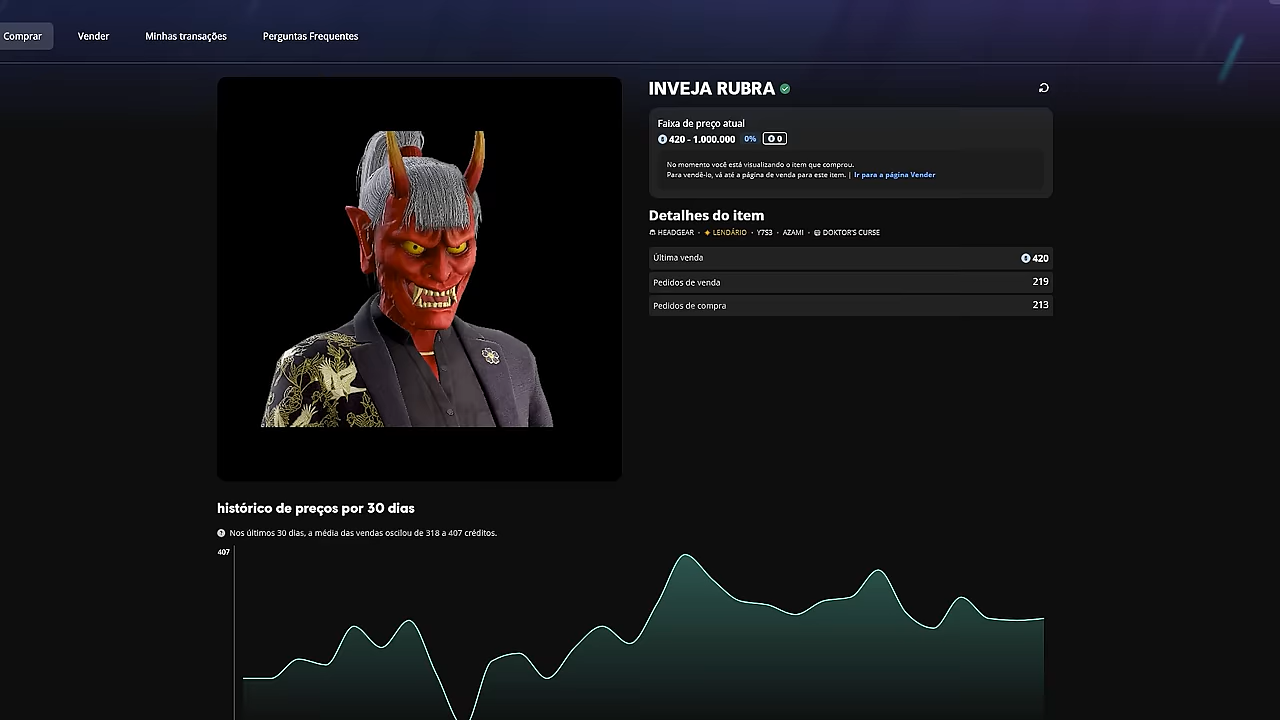 Comprar
Vender
Minhas transações
Perguntas Frequentes
INVEJA RUBRA
Faixa de preço atual
420 - 1.000.000 0% 0
No momento você está visualizando o item que comprou.
Para vendê-lo, vá até a página de venda para este item. | Ir para a página Vender
Detalhes do item
HEADGEAR · LENDÁRIO · Y7S3 · AZAMI · DOKTOR'S CURSE
Última venda 420
Pedidos de venda 219
Pedidos de compra 213
histórico de preços por 30 dias
Nos últimos 30 dias, a média das vendas oscilou de 318 a 407 créditos.
407